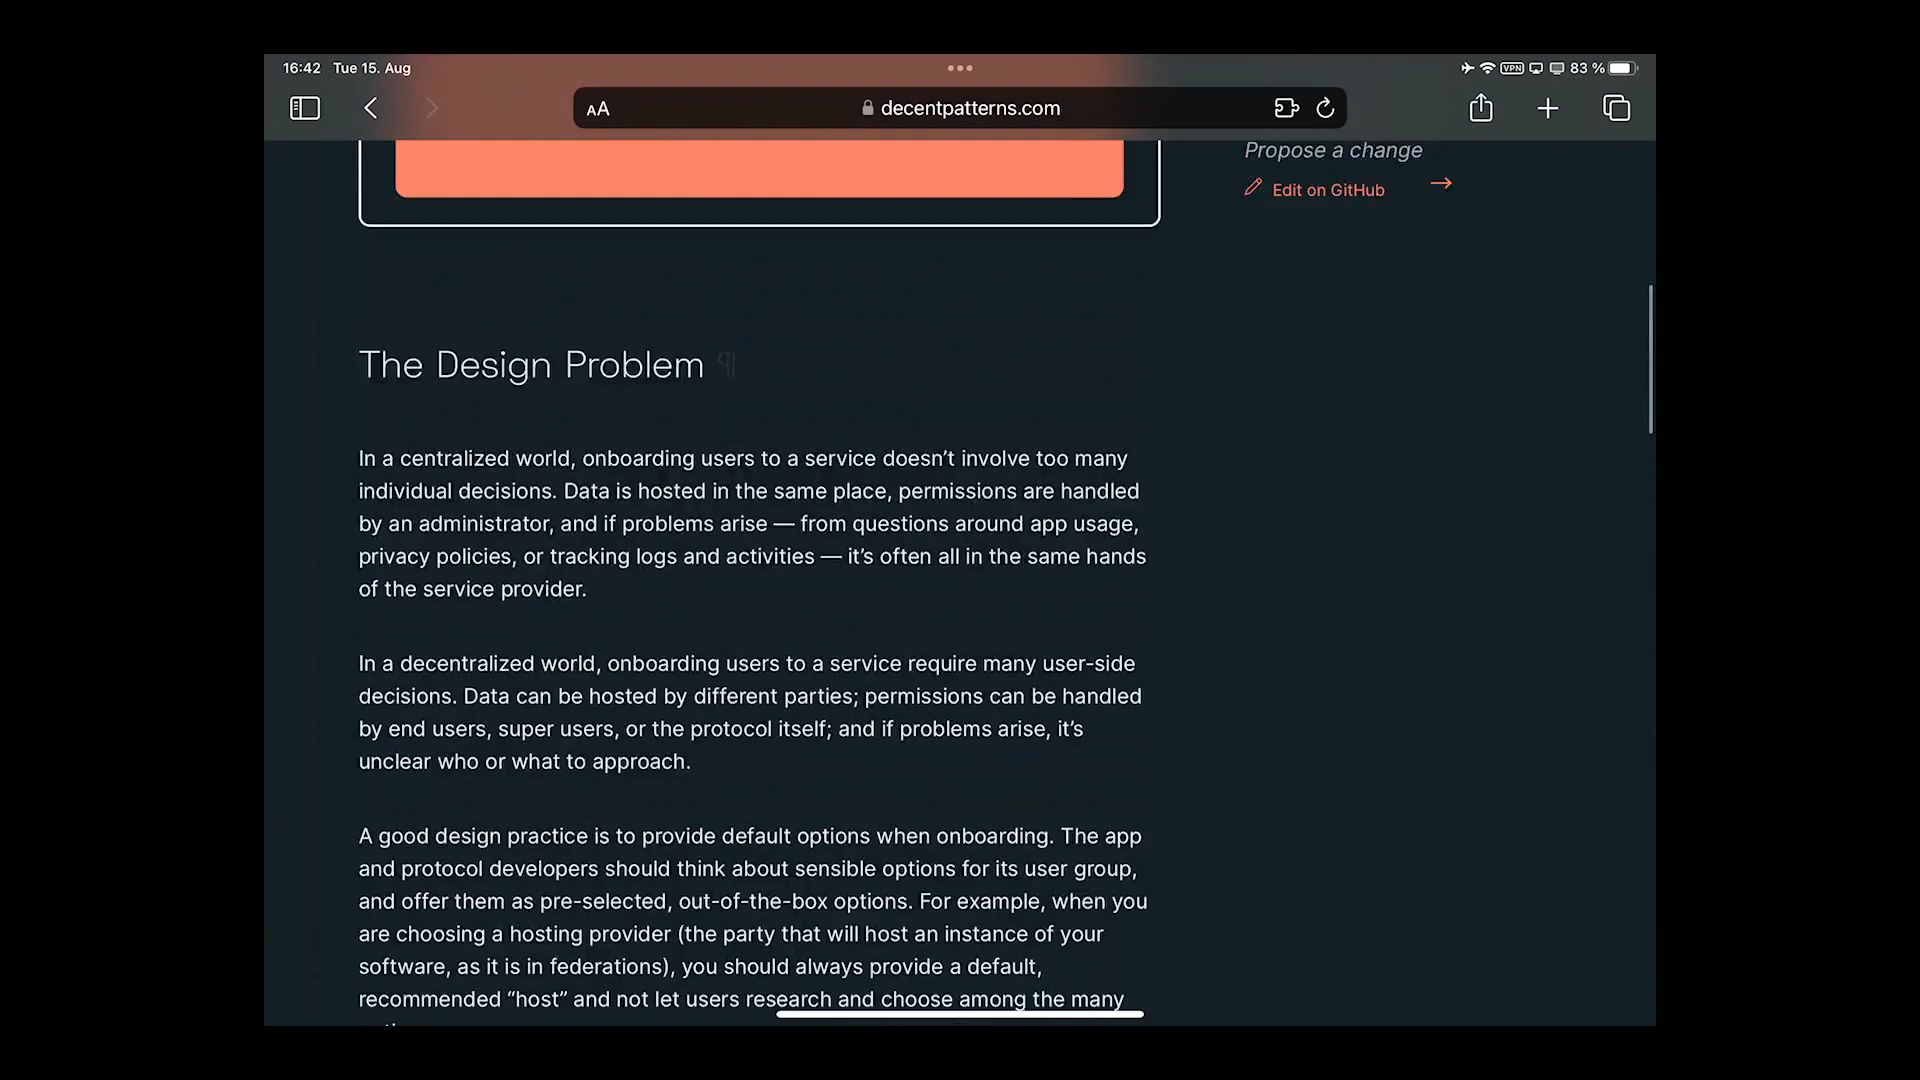 16:42 Tue 15. Aug
VPN 83 %
AA decentpatterns.com
Propose a change
Edit on GitHub
The Design Problem ¶
In a centralized world, onboarding users to a service doesn’t involve too many
individual decisions. Data is hosted in the same place, permissions are handled
by an administrator, and if problems arise — from questions around app usage,
privacy policies, or tracking logs and activities — it’s often all in the same hands
of the service provider.
In a decentralized world, onboarding users to a service require many user-side
decisions. Data can be hosted by different parties; permissions can be handled
by end users, super users, or the protocol itself; and if problems arise, it’s
unclear who or what to approach.
A good design practice is to provide default options when onboarding. The app
and protocol developers should think about sensible options for its user group,
and offer them as pre-selected, out-of-the-box options. For example, when you
are choosing a hosting provider (the party that will host an instance of your
software, as it is in federations), you should always provide a default,
recommended “host” and not let users research and choose among the many